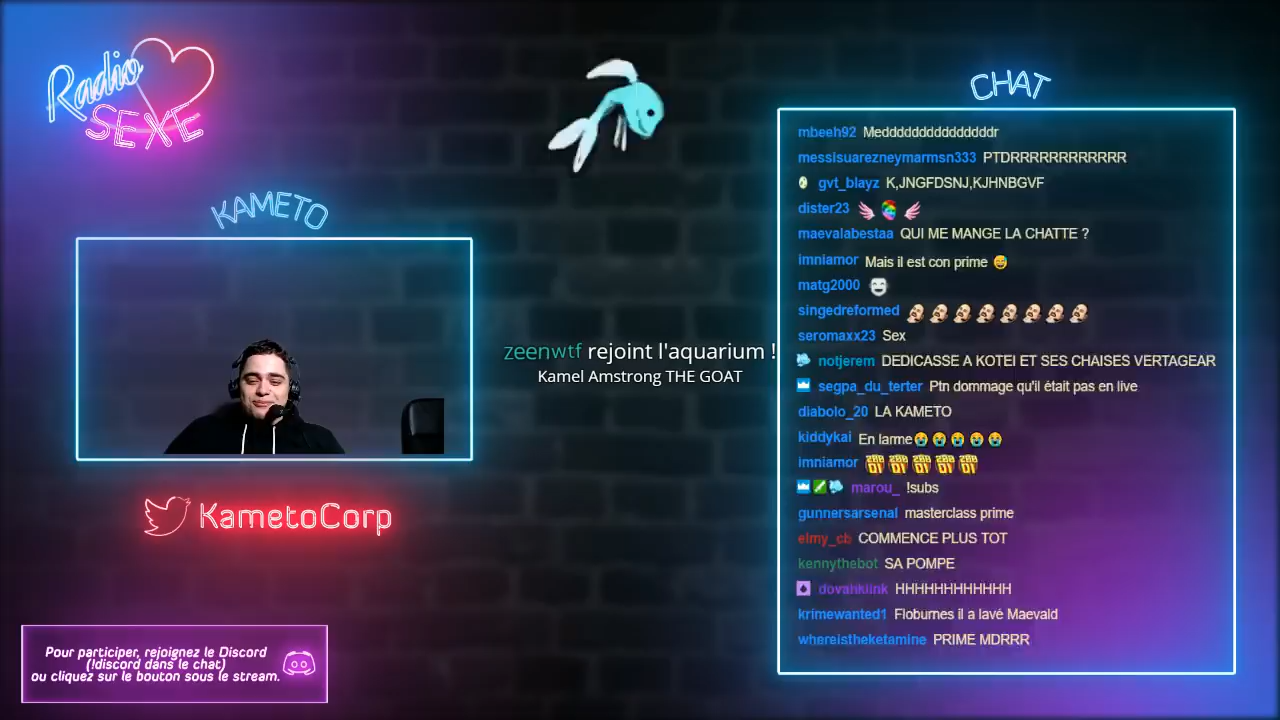 Radio
SEXE
KAMETO
KametoCorp
Pour participer, rejoignez le Discord
(!discord dans le chat)
ou cliquez sur le bouton sous le stream.
zeenwtf rejoint l'aquarium !
Kamel Amstrong THE GOAT
CHAT
mbeeh92 Medddddddddddddddr
messisuarezneymarmsn333 PTDRRRRRRRRRRRR
gvt_blayz K,JNGFDSNJ,KJHNBGVF
dister23
maevalabestaa QUI ME MANGE LA CHATTE ?
imniamor Mais il est con prime 😅
matg2000
singedreformed
seromaxx23 Sex
notjerem DEDICASSE A KOTEI ET SES CHAISES VERTAGEAR
segpa_du_terter Ptn dommage qu'il était pas en live
diabolo_20 LA KAMETO
kiddykai En larme😭😭😭😭😭
imniamor
marou_ !subs
gunnersarsenal masterclass prime
elmy_cb COMMENCE PLUS TOT
kennythebot SA POMPE
dovahklink HHHHHHHHHHHH
krimewanted1 Floburnes il a lavé Maevald
whereistheketamine PRIME MDRRR